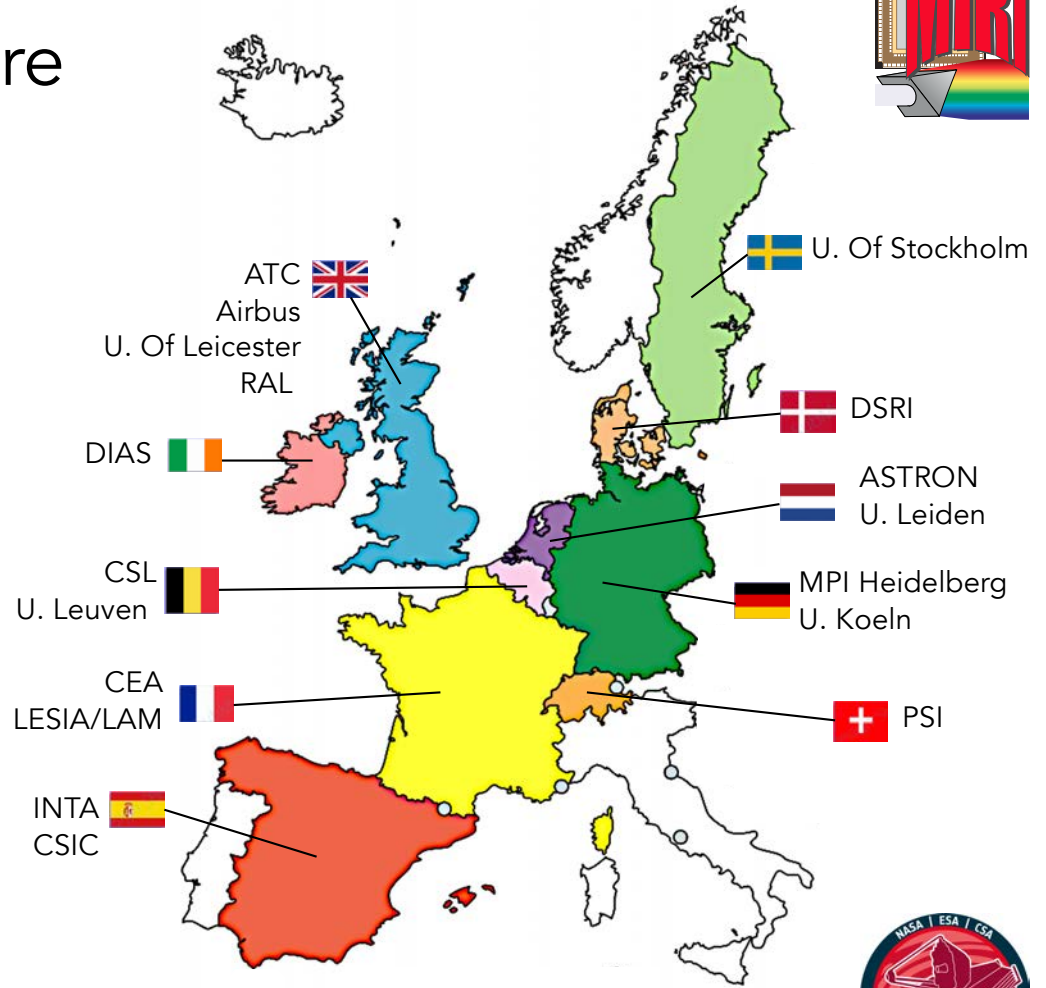 re
MIRI
U. Of Stockholm
ATC
Airbus
U. Of Leicester
RAL
DSRI
DIAS
ASTRON
U. Leiden
CSL
U. Leuven
MPI Heidelberg
U. Koeln
CEA
LESIA/LAM
PSI
INTA
CSIC
NASA | ESA | CSA